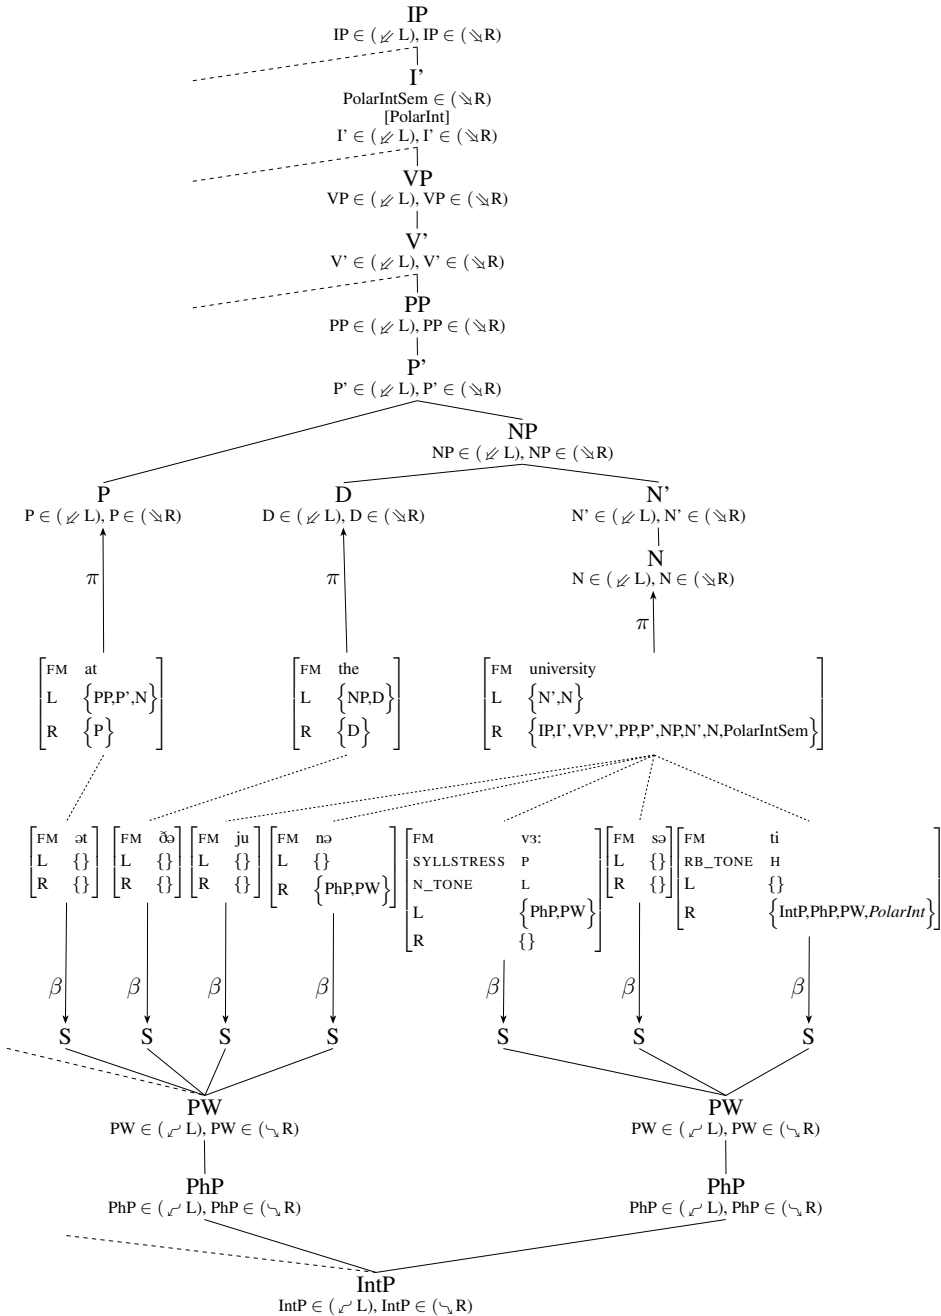 IP
IP ∈ (⇙ L), IP ∈ (⇘R)
I’
PolarIntSem ∈ (⇘R)
[PolarInt]
I’ ∈ (⇙ L), I’ ∈ (⇘R)
VP
VP ∈ (⇙ L), VP ∈ (⇘R)
V’
V’ ∈ (⇙ L), V’ ∈ (⇘R)
PP
PP ∈ (⇙ L), PP ∈ (⇘R)
P’
P’ ∈ (⇙ L), P’ ∈ (⇘R)
NP
NP ∈ (⇙ L), NP ∈ (⇘R)
P D N’
P ∈ (⇙ L), P ∈ (⇘R) D ∈ (⇙ L), D ∈ (⇘R) N’ ∈ (⇙ L), N’ ∈ (⇘R)
N
N ∈ (⇙ L), N ∈ (⇘R)
π π π
FM at FM the FM university
L {PP,P’,N} L {NP,D} L {N’,N}
R {P} R {D} R {IP,I’,VP,V’,PP,P’,NP,N’,N,PolarIntSem}
FM ət FM ðə FM ju FM nə FM vɜ: FM sə FM ti
L {} L {} L {} L {} SYLLSTRESS P L {} RB_TONE H
R {} R {} R {} R {PhP,PW} N_TONE L R {} L {}
L {PhP,PW} R {IntP,PhP,PW,PolarInt}
R {}
β β β β β β β
S S S S S S S
PW PW
PW ∈ (⤶ L), PW ∈ (⤷ R) PW ∈ (⤶ L), PW ∈ (⤷ R)
PhP PhP
PhP ∈ (⤶ L), PhP ∈ (⤷ R) PhP ∈ (⤶ L), PhP ∈ (⤷ R)
IntP
IntP ∈ (⤶ L), IntP ∈ (⤷ R)